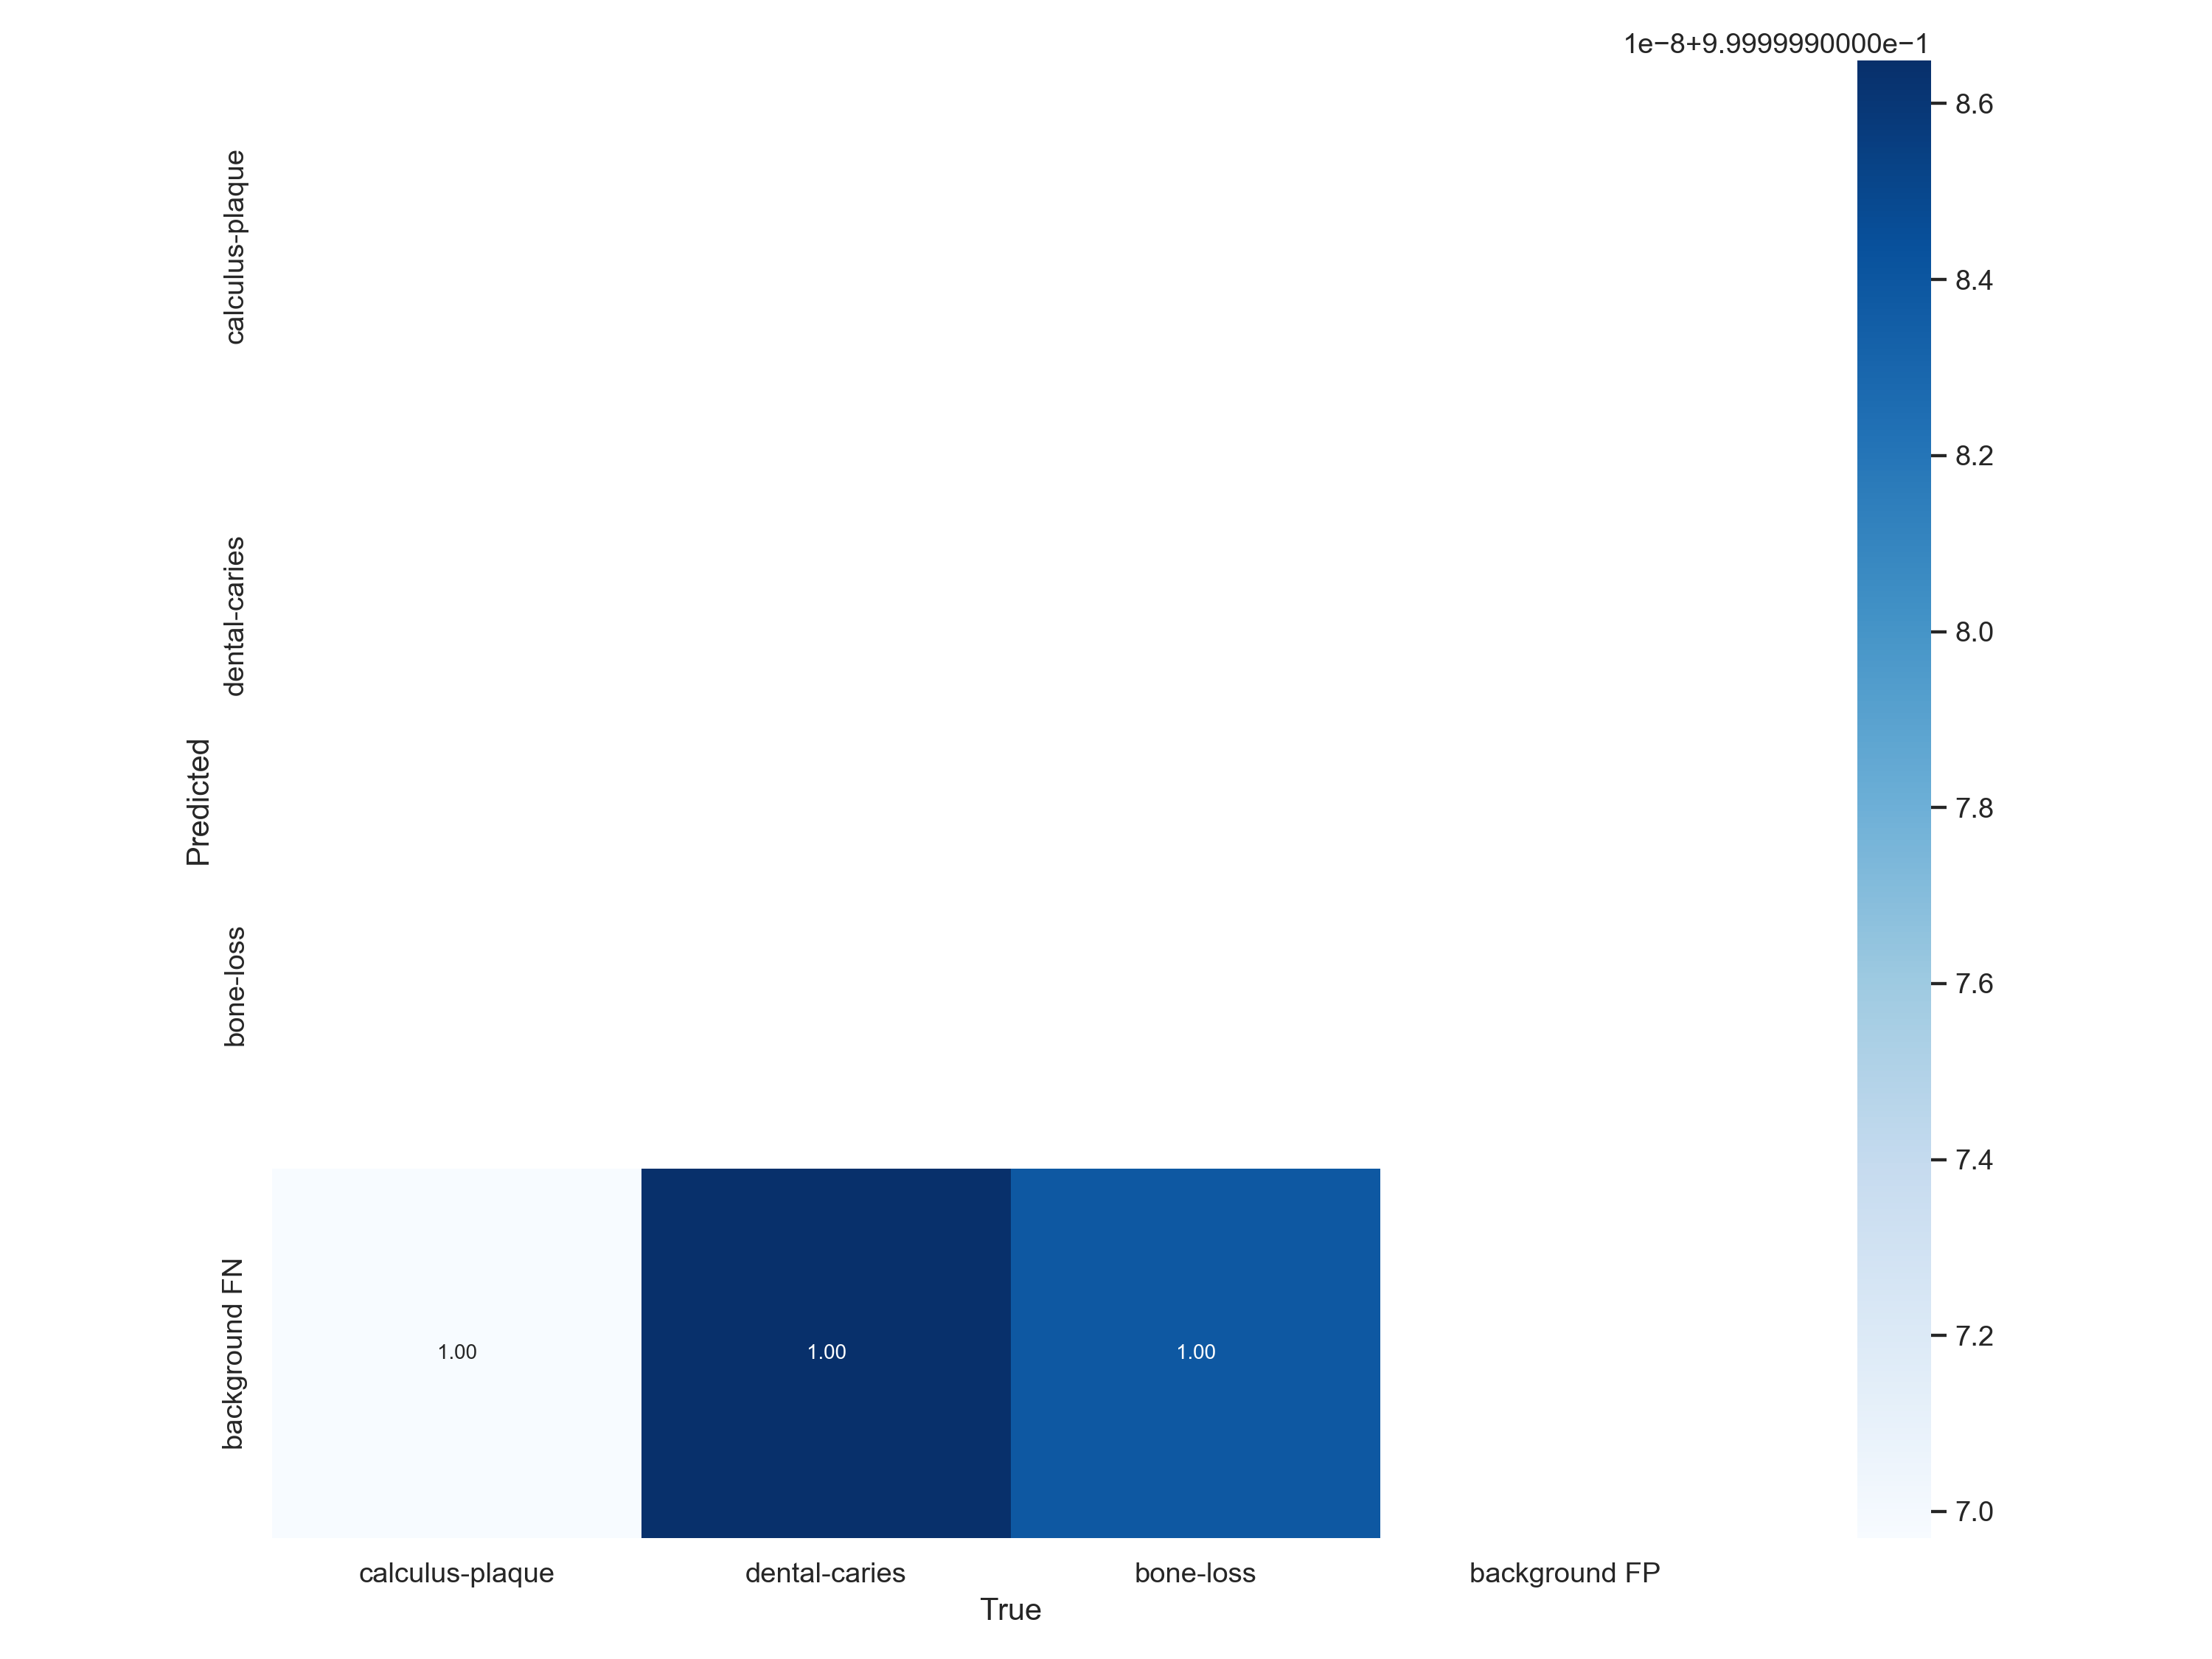 1e−8+9.9999990000e−1
8.6
8.4
8.2
8.0
7.8
7.6
7.4
7.2
7.0
Predicted
calculus-plaque
dental-caries
bone-loss
background FN
1.00 1.00 1.00
calculus-plaque dental-caries bone-loss background FP
True